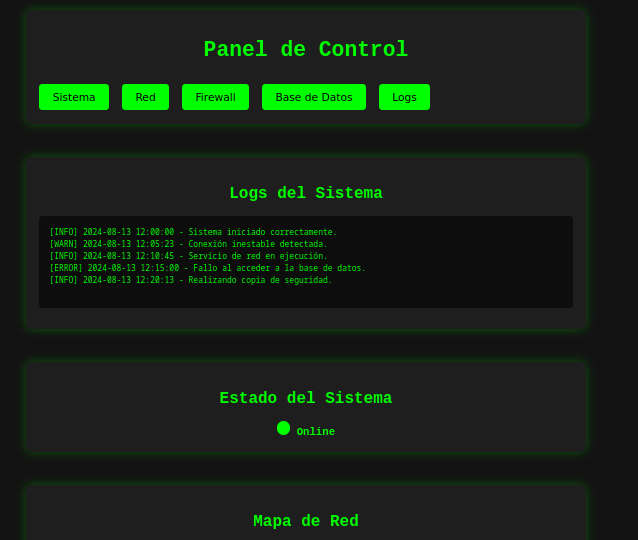 Panel de Control
Sistema Red Firewall Base de Datos Logs
Logs del Sistema
[INFO] 2024-08-13 12:00:00 - Sistema iniciado correctamente.
[WARN] 2024-08-13 12:05:23 - Conexión inestable detectada.
[INFO] 2024-08-13 12:10:45 - Servicio de red en ejecución.
[ERROR] 2024-08-13 12:15:00 - Fallo al acceder a la base de datos.
[INFO] 2024-08-13 12:20:13 - Realizando copia de seguridad.
Estado del Sistema
Online
Mapa de Red